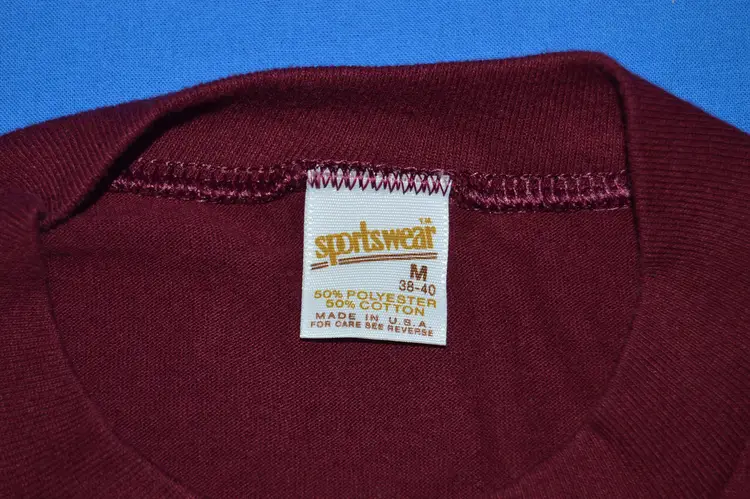 sportswear™
M
38-40
50% POLYESTER
50% COTTON
MADE IN U.S.A.
FOR CARE SEE REVERSE